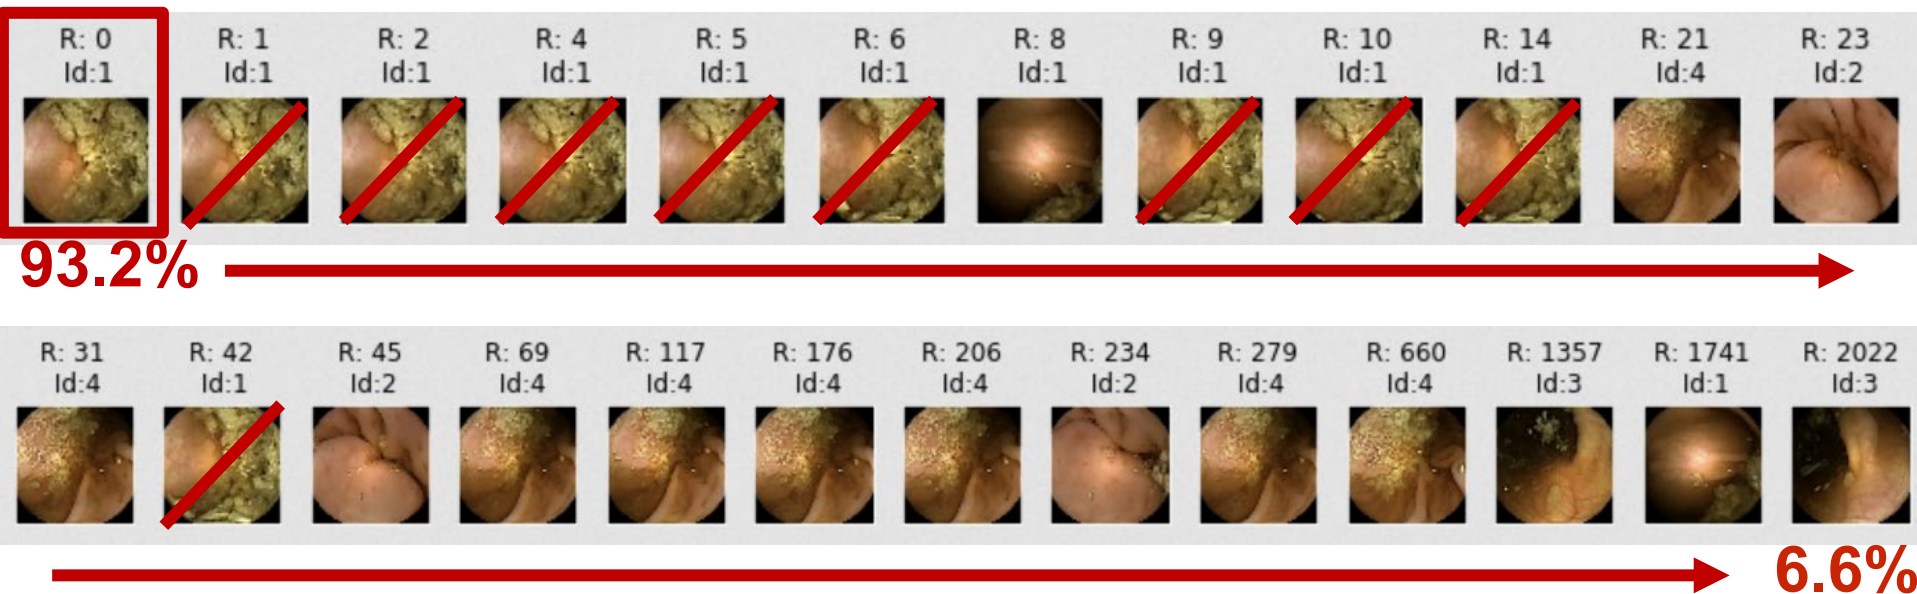 R: 0 R: 1 R: 2 R: 4 R: 5 R: 6 R: 8 R: 9 R: 10 R: 14 R: 21 R: 23
Id:1 Id:1 Id:1 Id:1 Id:1 Id:1 Id:1 Id:1 Id:1 Id:1 Id:4 Id:2
93.2%
R: 31 R: 42 R: 45 R: 69 R: 117 R: 176 R: 206 R: 234 R: 279 R: 660 R: 1357 R: 1741 R: 2022
Id:4 Id:1 Id:2 Id:4 Id:4 Id:4 Id:4 Id:2 Id:4 Id:4 Id:3 Id:1 Id:3
6.6%